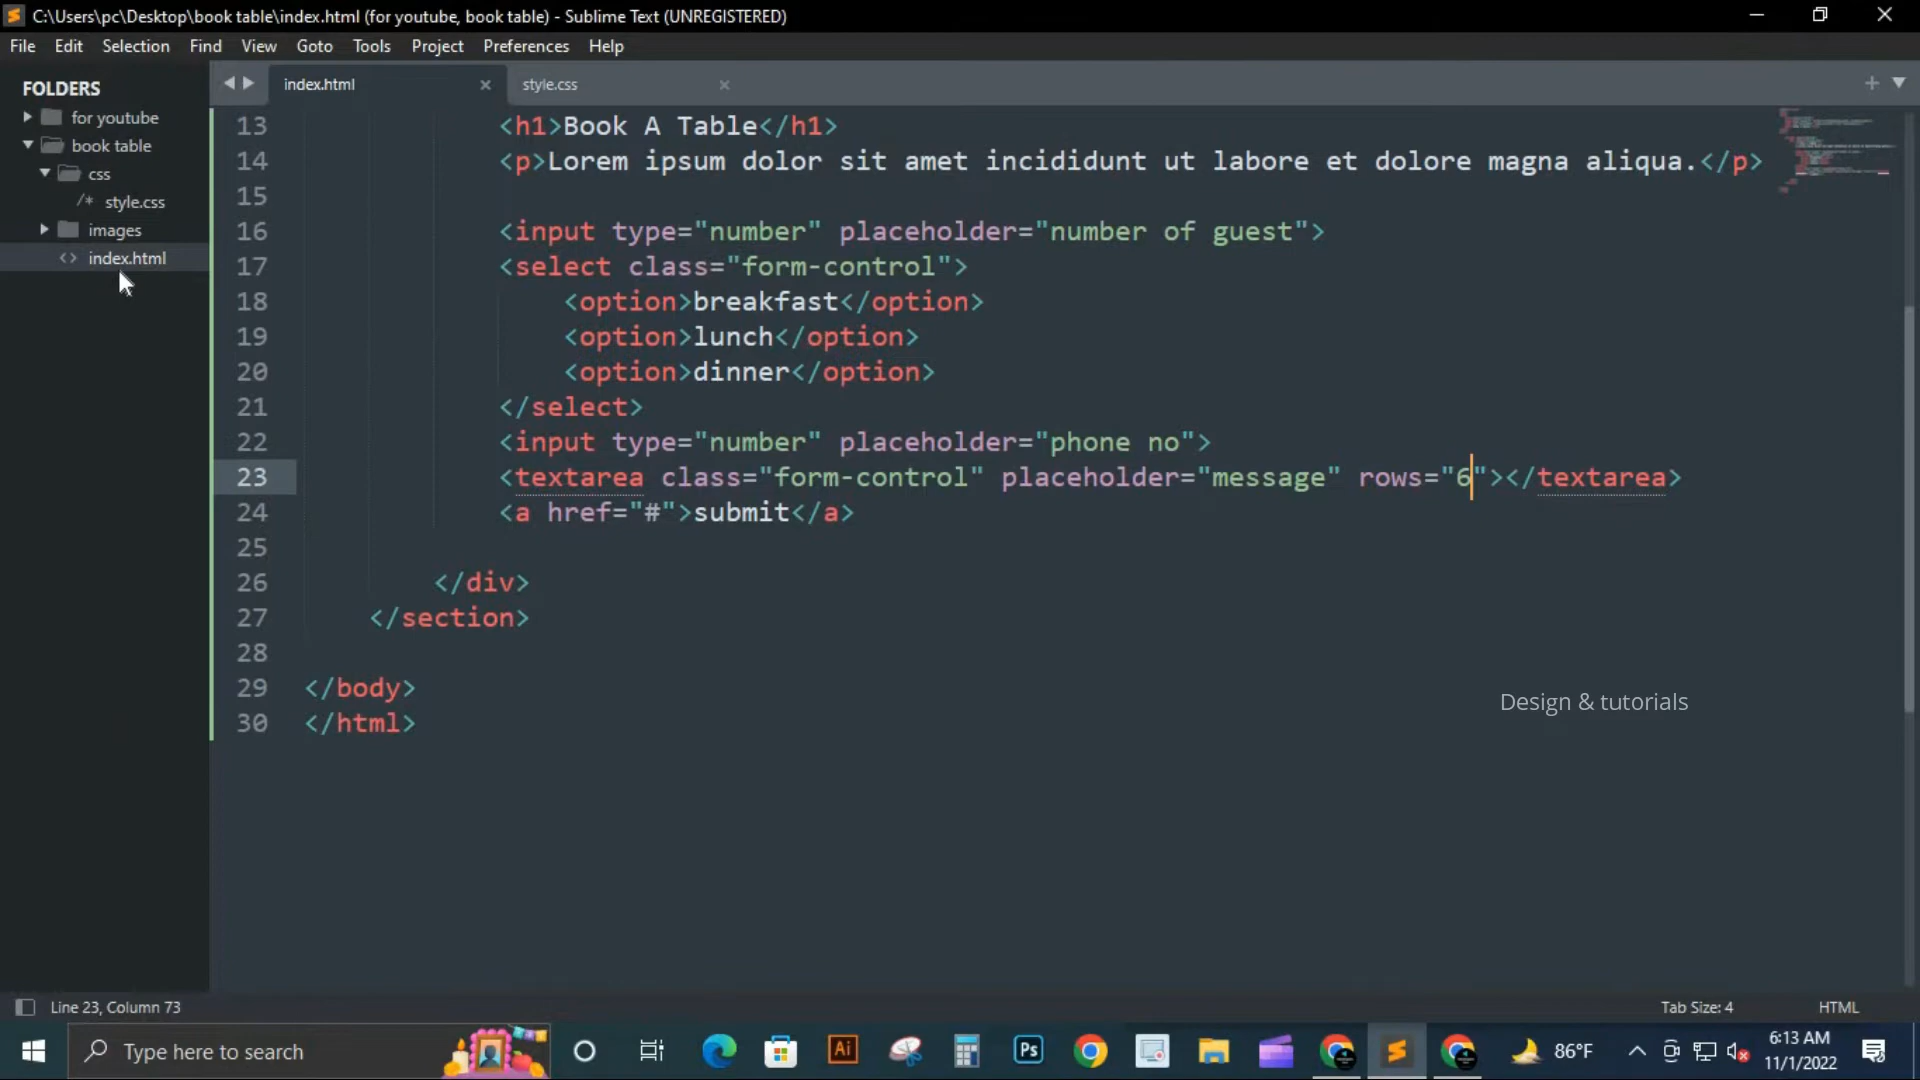 C:\Users\pc\Desktop\book table\index.html (for youtube, book table) - Sublime Text (UNREGISTERED)
File Edit Selection Find View Goto Tools Project Preferences Help
FOLDERS
for youtube
book table
css
/* style.css
images
<> index.html
index.html
style.css
13 <h1>Book A Table</h1>
14 <p>Lorem ipsum dolor sit amet incididunt ut labore et dolore magna aliqua.</p>
15
16 <input type="number" placeholder="number of guest">
17 <select class="form-control">
18 <option>breakfast</option>
19 <option>lunch</option>
20 <option>dinner</option>
21 </select>
22 <input type="number" placeholder="phone no">
23 <textarea class="form-control" placeholder="message" rows="6"></textarea>
24 <a href="#">submit</a>
25
26 </div>
27 </section>
28
29 </body>
30 </html>
Design & tutorials
Line 23, Column 73
Tab Size: 4
HTML
Type here to search
Ai
Ps
86°F
6:13 AM
11/1/2022